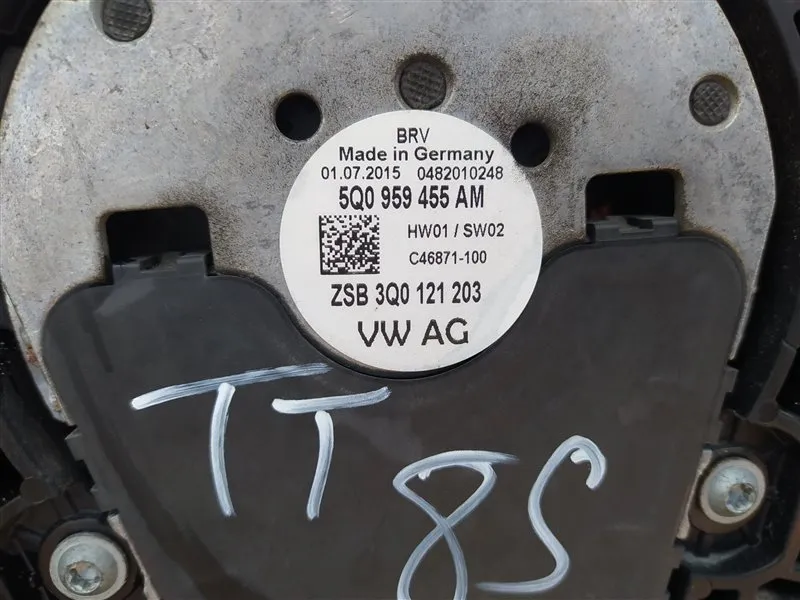 BRV
Made in Germany
01.07.2015 0482010248
5Q0 959 455 AM
HW01 / SW02
C46871-100
ZSB 3Q0 121 203
VW AG
TT
8S